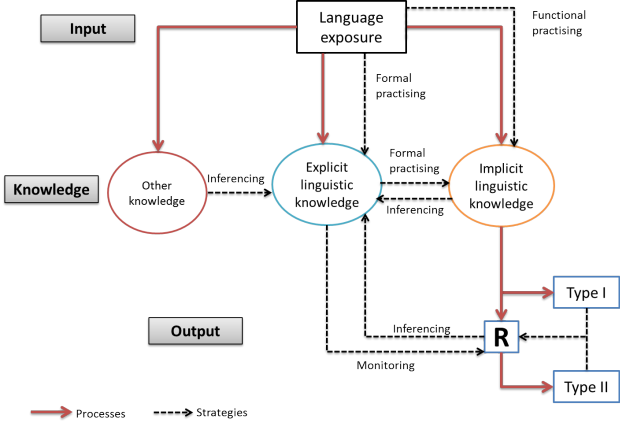 Input
Language
exposure
Functional
practising
Formal
practising
Knowledge
Other
knowledge
Inferencing
Explicit
linguistic
knowledge
Formal
practising
Inferencing
Implicit
linguistic
knowledge
Output
Inferencing
Monitoring
R
Type I
Type II
Processes
Strategies